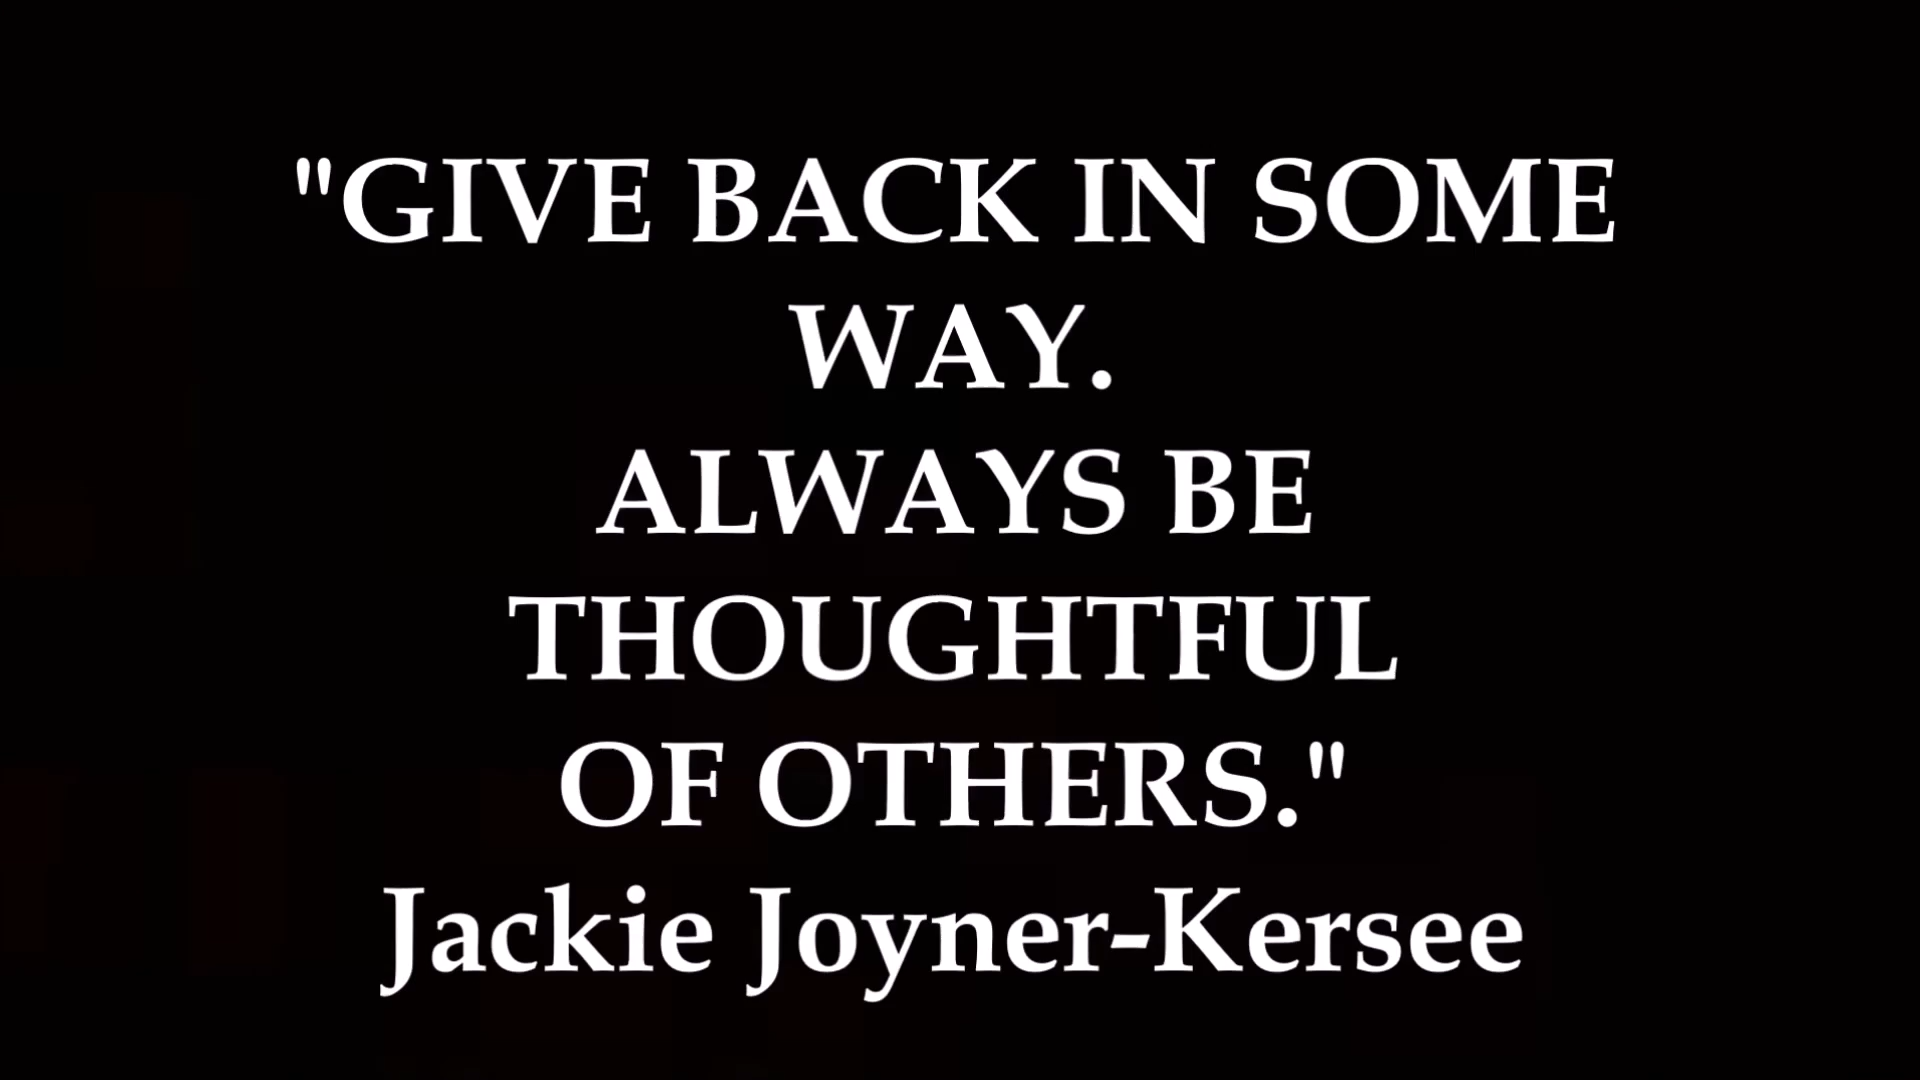 "GIVE BACK IN SOME
WAY.
ALWAYS BE
THOUGHTFUL
OF OTHERS."
Jackie Joyner-Kersee